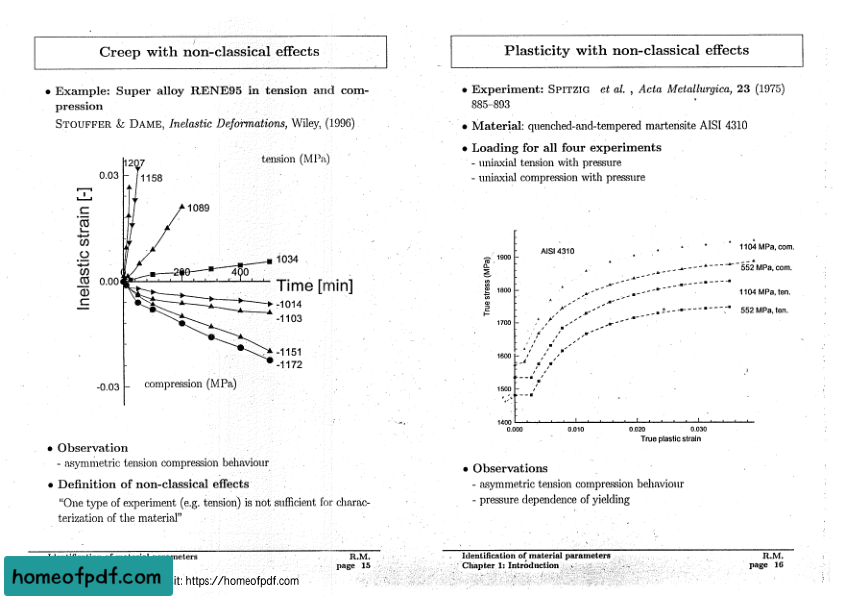 Creep with non-classical effects
• Example: Super alloy RENE95 in tension and com-
pression
STOUFFER & DAME, Inelastic Deformations, Wiley, (1996)
1207
tension (MPa)
0.03
1158
1089
Inelastic strain [-]
1034
0
200
400
0.00
Time [min]
-1014
-1103
-1151
-1172
-0.03
compression (MPa)
• Observation
- asymmetric tension compression behaviour
• Definition of non-classical effects
“One type of experiment (e.g. tension) is not sufficient for charac-
terization of the material”
Identification of material parameters
R.M.
page 15
Plasticity with non-classical effects
• Experiment: SPITZIG et al. , Acta Metallurgica, 23 (1975)
885–893
• Material: quenched-and-tempered martensite AISI 4310
• Loading for all four experiments
- uniaxial tension with pressure
- uniaxial compression with pressure
AISI 4310
1104 MPa, com.
1900
552 MPa, com.
True stress (MPa)
1800
1104 MPa, ten.
552 MPa, ten.
1700
1600
1500
1400
0.000
0.010
0.020
0.030
True plastic strain
• Observations
- asymmetric tension compression behaviour
- pressure dependence of yielding
Identification of material parameters
R.M.
Chapter 1: Introduction
page 16
homeofpdf.com
it: https://homeofpdf.com